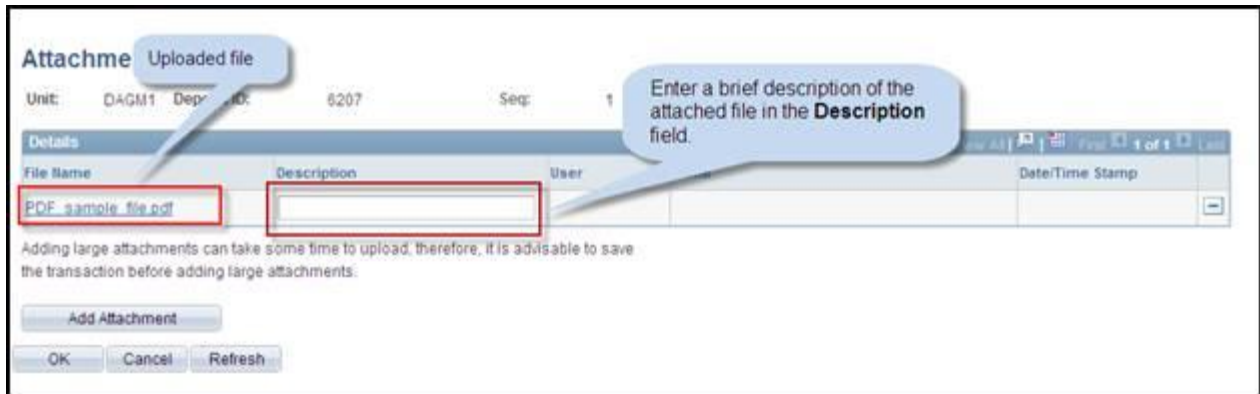 Attachme
Uploaded file
Unit: DAGM1 Depo ID: 6207 Seq: 1
Enter a brief description of the
attached file in the Description
field.
Details | | First 1 of 1 Last
File Name Description User Date/Time Stamp
PDF_sample_file.pdf
Adding large attachments can take some time to upload, therefore, it is advisable to save
the transaction before adding large attachments.
Add Attachment
OK Cancel Refresh